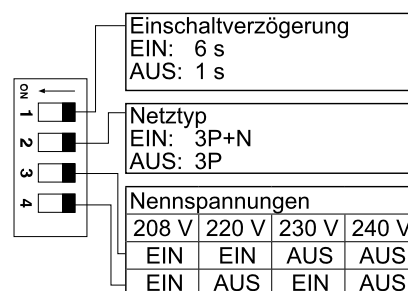 Einschaltverzögerung
EIN: 6 s
AUS: 1 s
ON
1
2
3
4
Netztyp
EIN: 3P+N
AUS: 3P
Nennspannungen
208 V 220 V 230 V 240 V
EIN EIN AUS AUS
EIN AUS EIN AUS